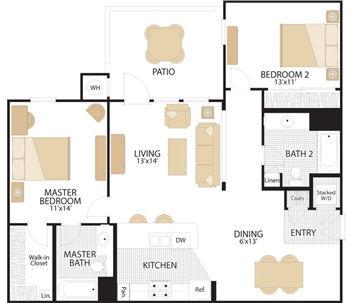 BEDROOM 2
13'x11'
PATIO
WH
LIVING
13'x14'
BATH 2
Linen
MASTER
BEDROOM
11'x14'
Coats
Stacked
W/D
DINING
6'x13'
ENTRY
Walk-in
Closet
MASTER
BATH
DW
KITCHEN
Lin.
Pan.
Ref.